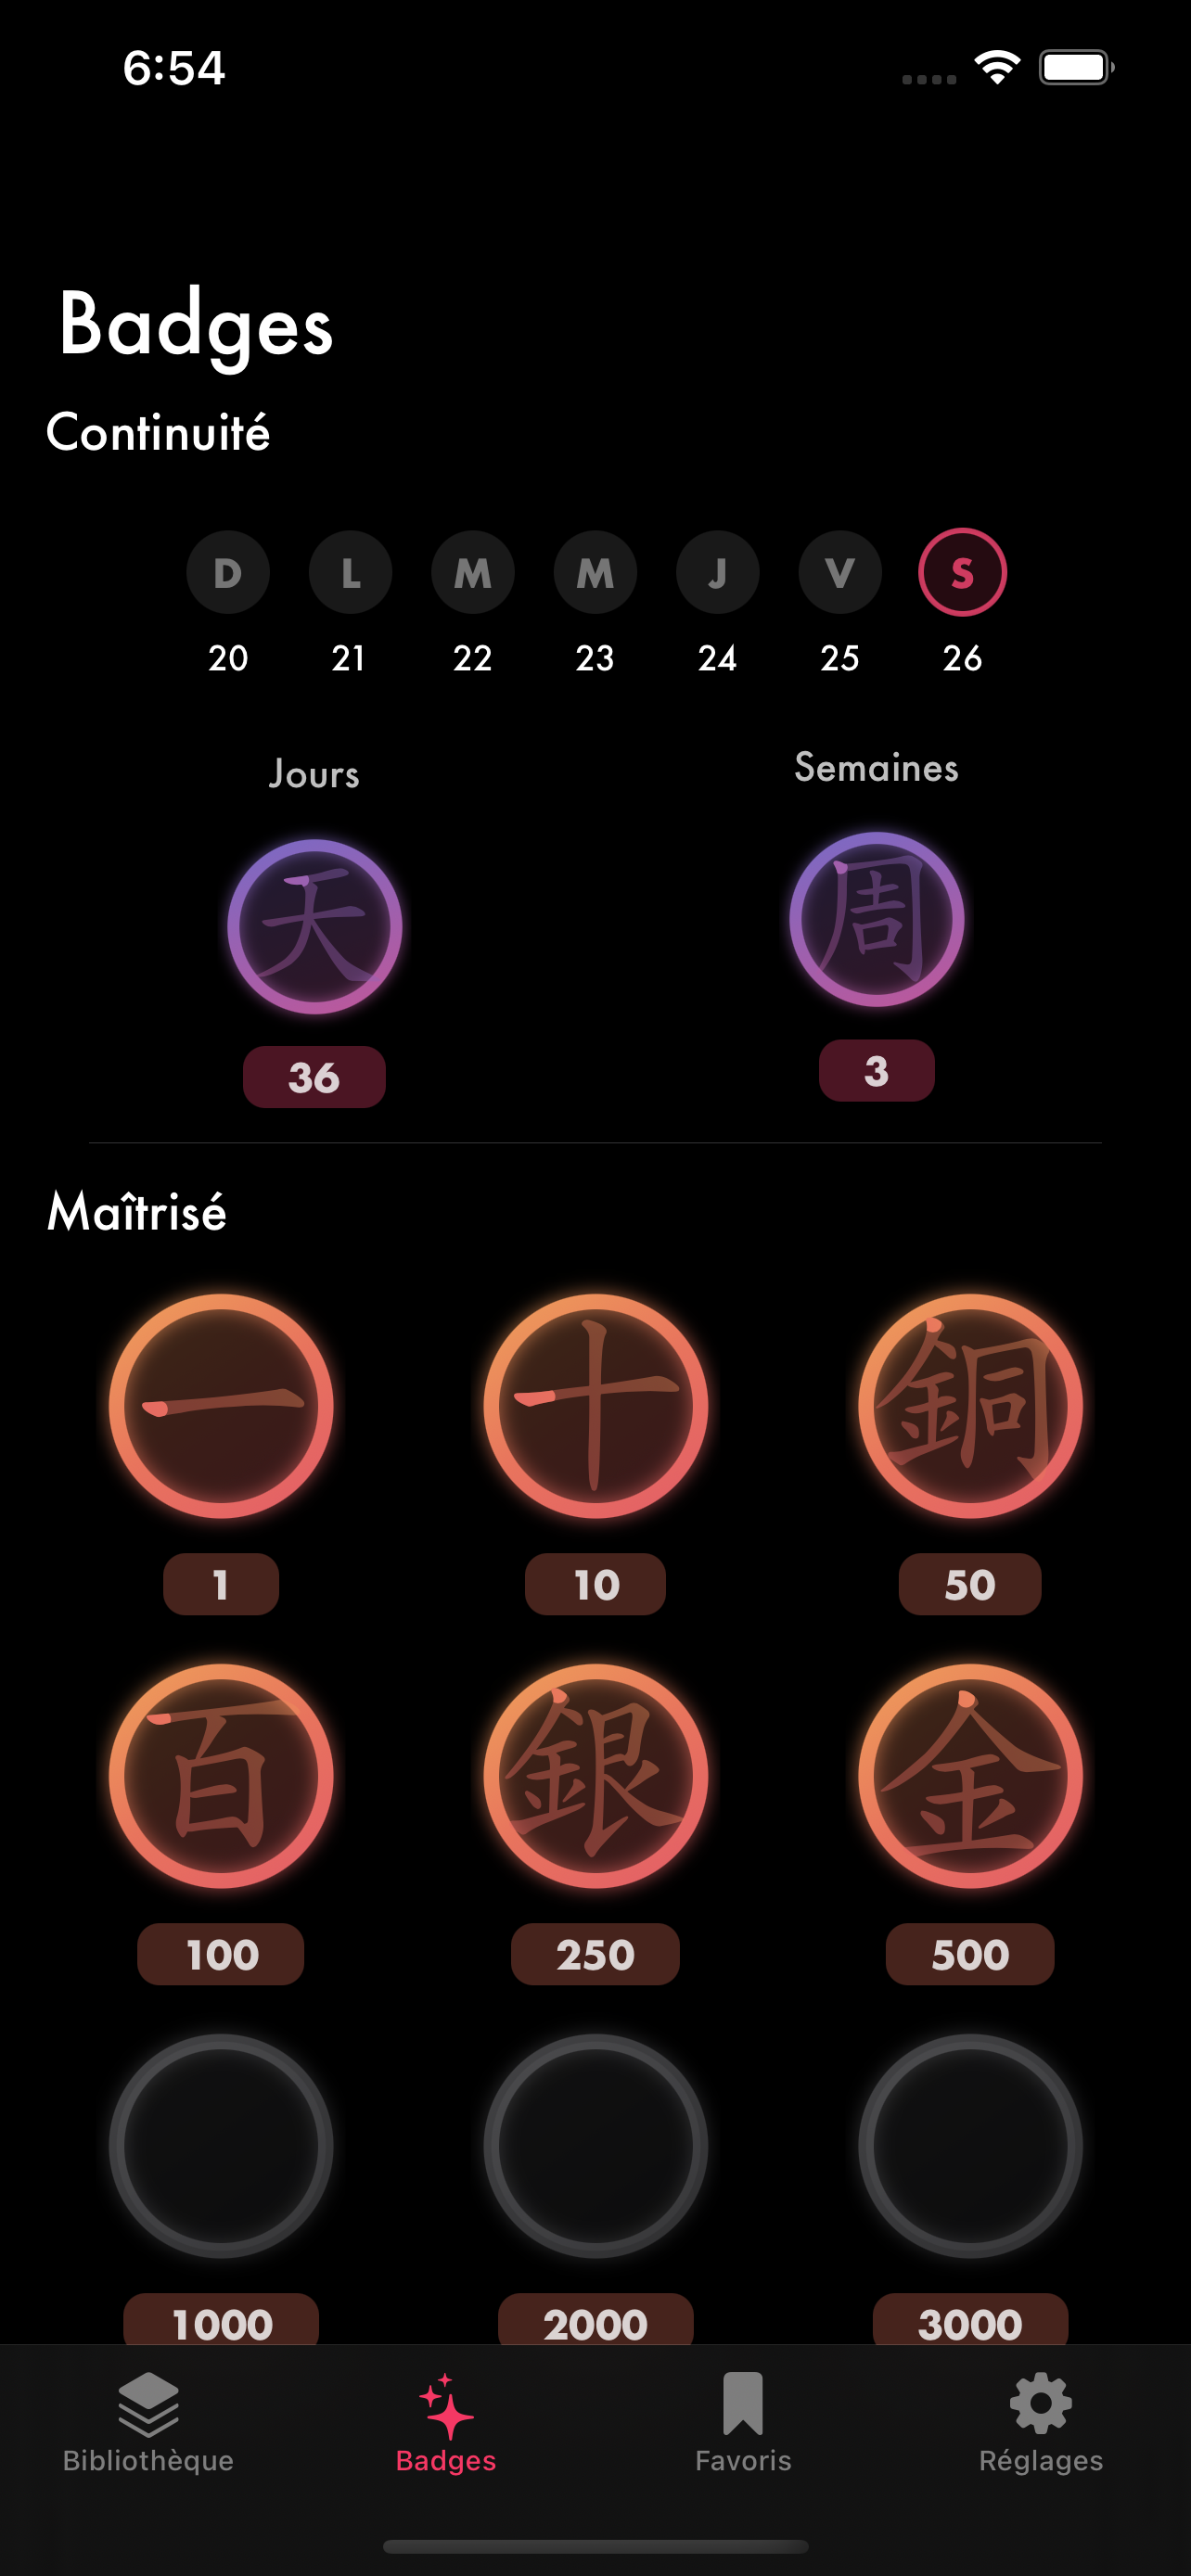 6:54
Badges
Continuité
D L M M J V S
20 21 22 23 24 25 26
Jours Semaines
天 周
36 3
Maîtrisé
一 十 銅
1 10 50
百 銀 金
100 250 500
1000 2000 3000
Bibliothèque Badges Favoris Réglages